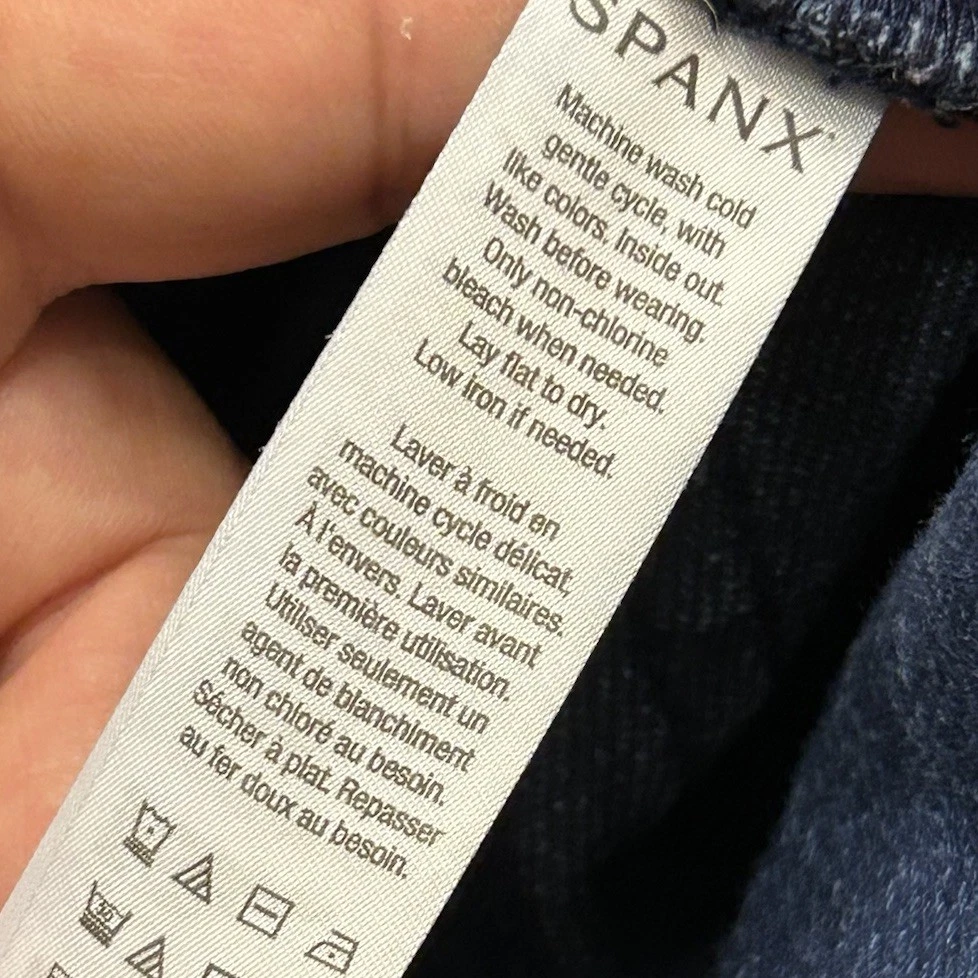 SPANX
Machine wash cold
gentle cycle, with
like colors. Inside out.
Wash before wearing.
Only non-chlorine
bleach when needed.
Lay flat to dry.
Low iron if needed.
Laver à froid en
machine cycle délicat,
avec couleurs similaires.
À l'envers. Laver avant
la première utilisation.
Utiliser seulement un
agent de blanchiment
non chloré au besoin.
Sécher à plat. Repasser
au fer doux au besoin.
30